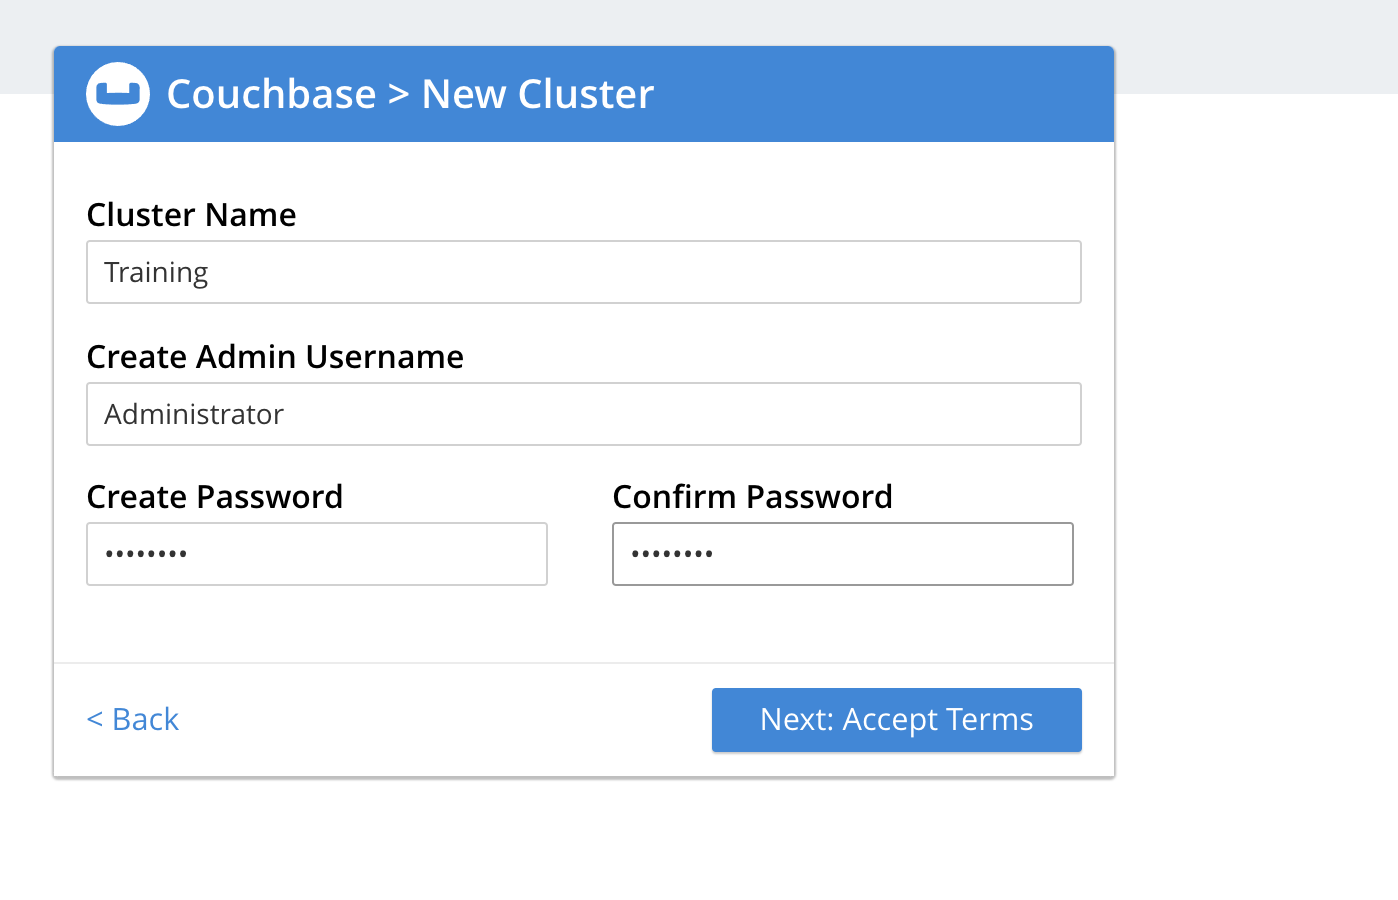 Couchbase > New Cluster
Cluster Name
Training
Create Admin Username
Administrator
Create Password
Confirm Password
••••••••
••••••••
< Back
Next: Accept Terms